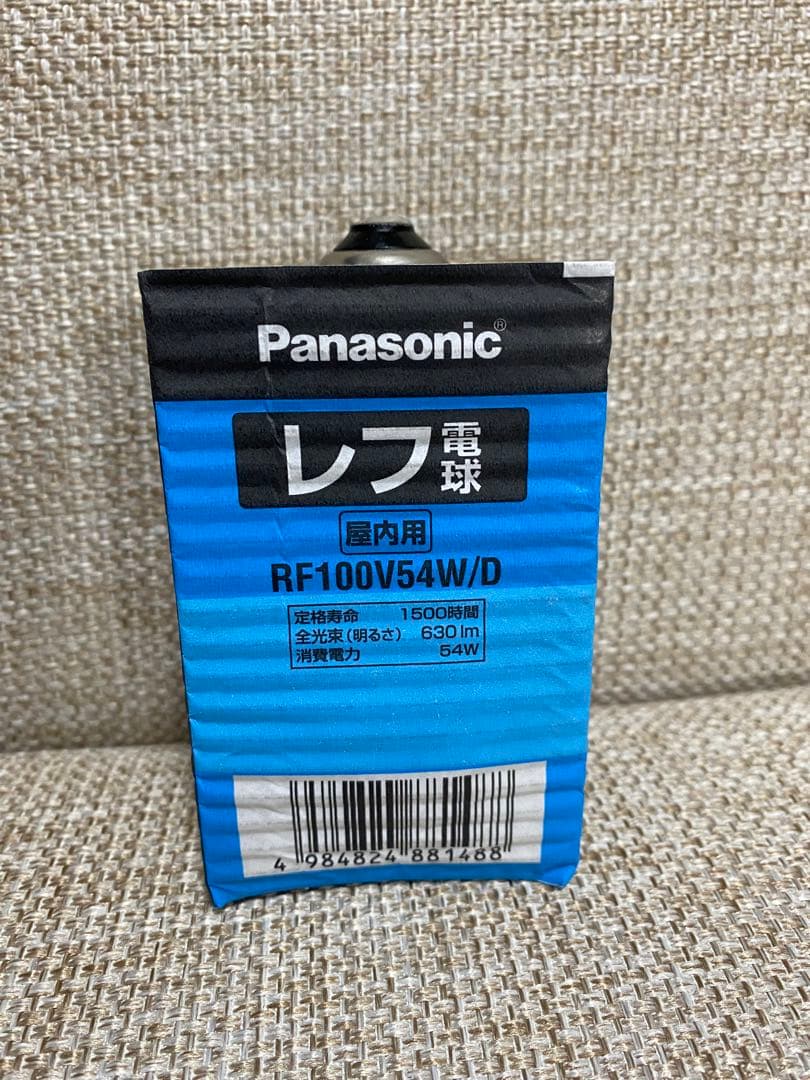 Panasonic®
レフ電球
屋内用
RF100V54W/D
定格寿命 1500時間
全光束(明るさ) 630 lm
消費電力 54W
4 984824 881488